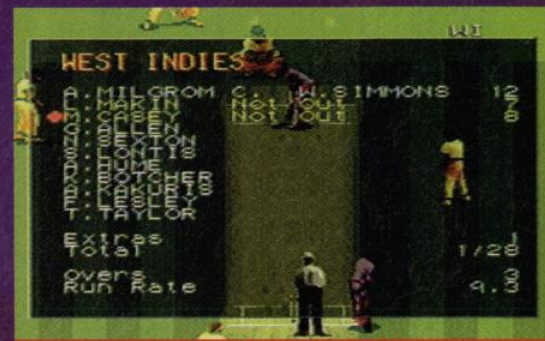 WI
WEST INDIES
A.MILGROM C. W.SIMMONS 12
L.MAKIN Not Out 7
M.CASEY Not Out 8
ALLEN
SEXTON
LONTIS
HUME
BOTCHER
KAKURIS
LESLEY
T.TAYLOR
Extras 1
Total 1/28
Overs 3
Run Rate 9.3